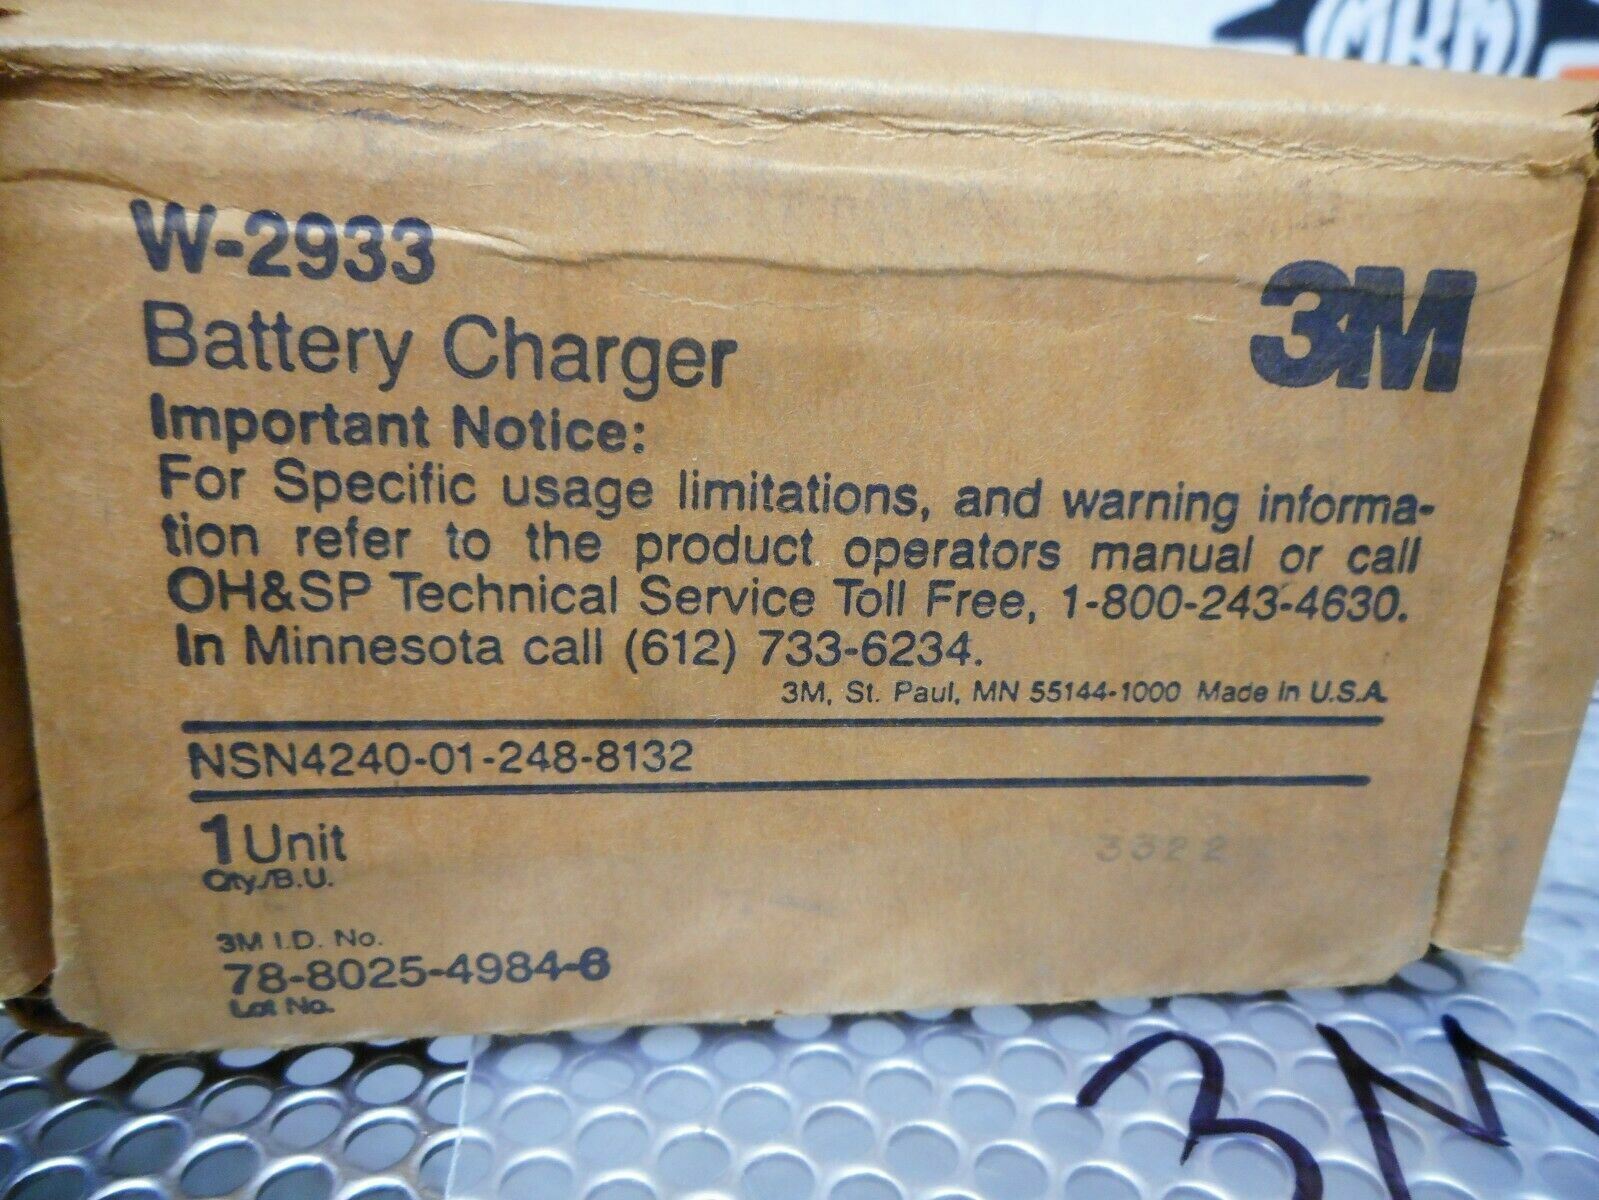 MKM
W-2933
3M
Battery Charger
Important Notice:
For Specific usage limitations, and warning informa-
tion refer to the product operators manual or call
OH&SP Technical Service Toll Free, 1-800-243-4630.
In Minnesota call (612) 733-6234.
3M, St. Paul, MN 55144-1000 Made in U.S.A.
NSN4240-01-248-8132
1 Unit
Qty./B.U.
3322
3M I.D. No.
78-8025-4984-6
Lot No.
3M